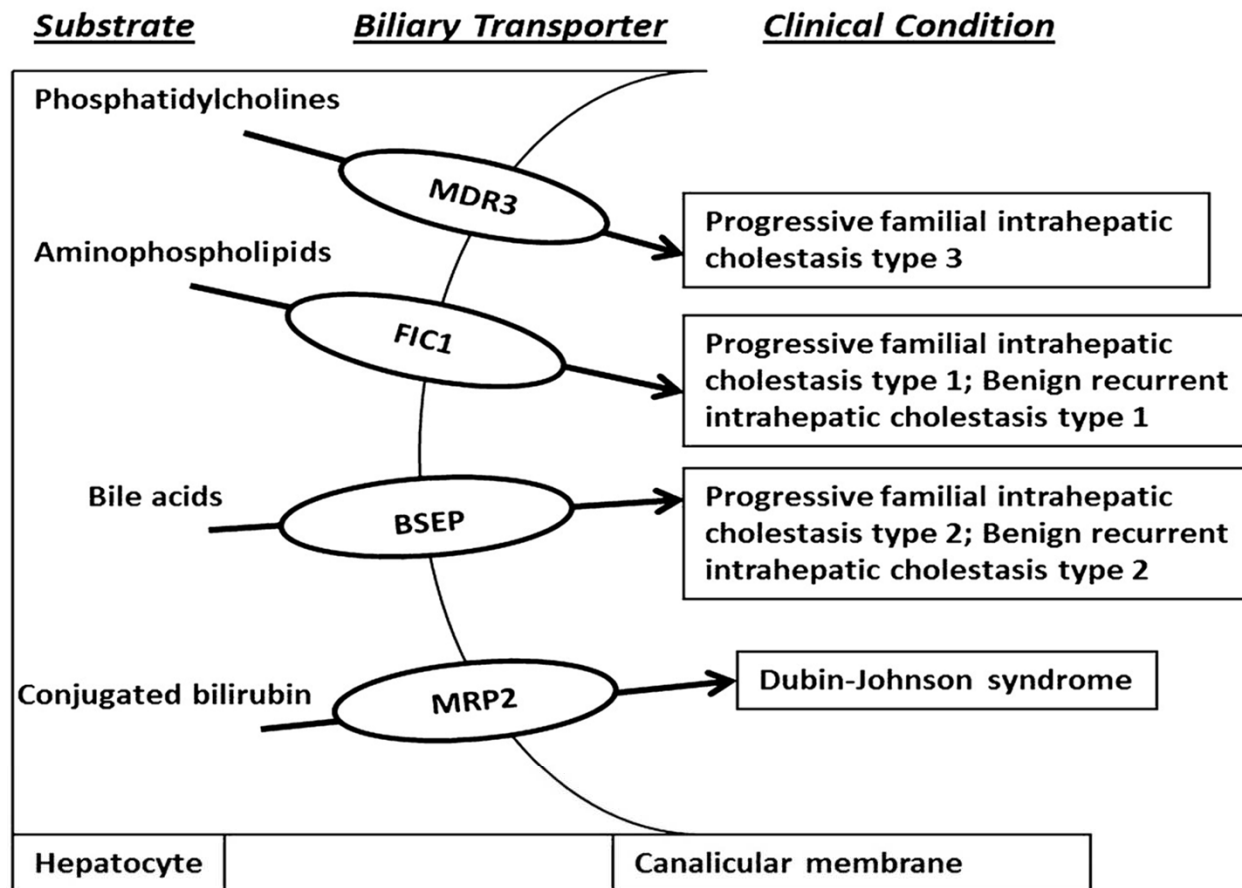 Substrate
Biliary Transporter
Clinical Condition
Phosphatidylcholines
MDR3
Progressive familial intrahepatic
cholestasis type 3
Aminophospolipids
FIC1
Progressive familial intrahepatic
cholestasis type 1; Benign recurrent
intrahepatic cholestasis type 1
Bile acids
BSEP
Progressive familial intrahepatic
cholestasis type 2; Benign recurrent
intrahepatic cholestasis type 2
Conjugated bilirubin
MRP2
Dubin-Johnson syndrome
Hepatocyte
Canalicular membrane